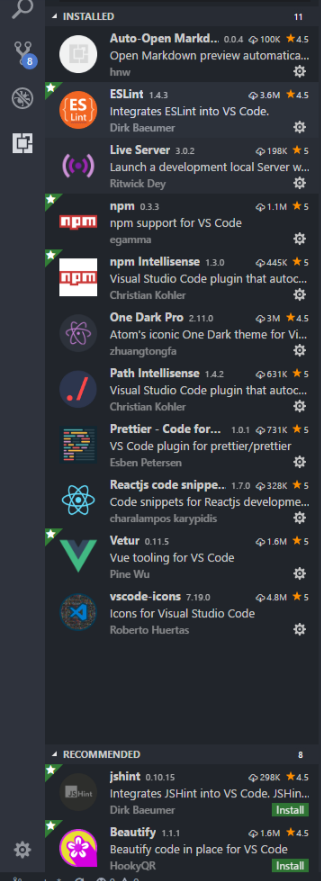 INSTALLED 11
Auto-Open Markd... 0.0.4 100K 4.5
Open Markdown preview automatica...
hnw
8
ESLint 1.4.3 3.6M 4.5
ES
Lint
Integrates ESLint into VS Code.
Dirk Baeumer
Live Server 3.0.2 198K 5
Launch a development local Server w...
Ritwick Dey
npm 0.3.3 1.1M 5
npm
npm support for VS Code
egamma
npm Intellisense 1.3.0 445K 5
npm
Visual Studio Code plugin that autoc...
Christian Kohler
One Dark Pro 2.11.0 3M 4.5
Atom's iconic One Dark theme for Vi...
zhuangtongfa
Path Intellisense 1.4.2 631K 5
./
Visual Studio Code plugin that autoc...
Christian Kohler
Prettier - Code for... 1.0.1 731K 4.5
VS Code plugin for prettier/prettier
Esben Petersen
Reactjs code snippe... 1.7.0 328K 5
Code snippets for Reactjs developme...
charalampos karypidis
Vetur 0.11.5 1.6M 5
Vue tooling for VS Code
Pine Wu
vscode-icons 7.19.0 4.8M 5
Icons for Visual Studio Code
Roberto Huertas
RECOMMENDED 8
jshint 0.10.15 298K 4.5
JSHint
Integrates JSHint into VS Code. JSHin...
Dirk Baeumer Install
Beautify 1.1.1 1.6M 4.5
Beautify code in place for VS Code
HookyQR Install